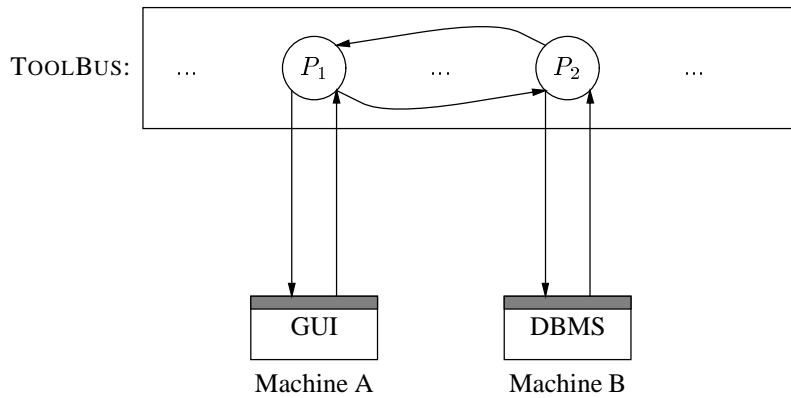 TOOLBUS: ... P1 ... P2 ...
GUI DBMS
Machine A Machine B